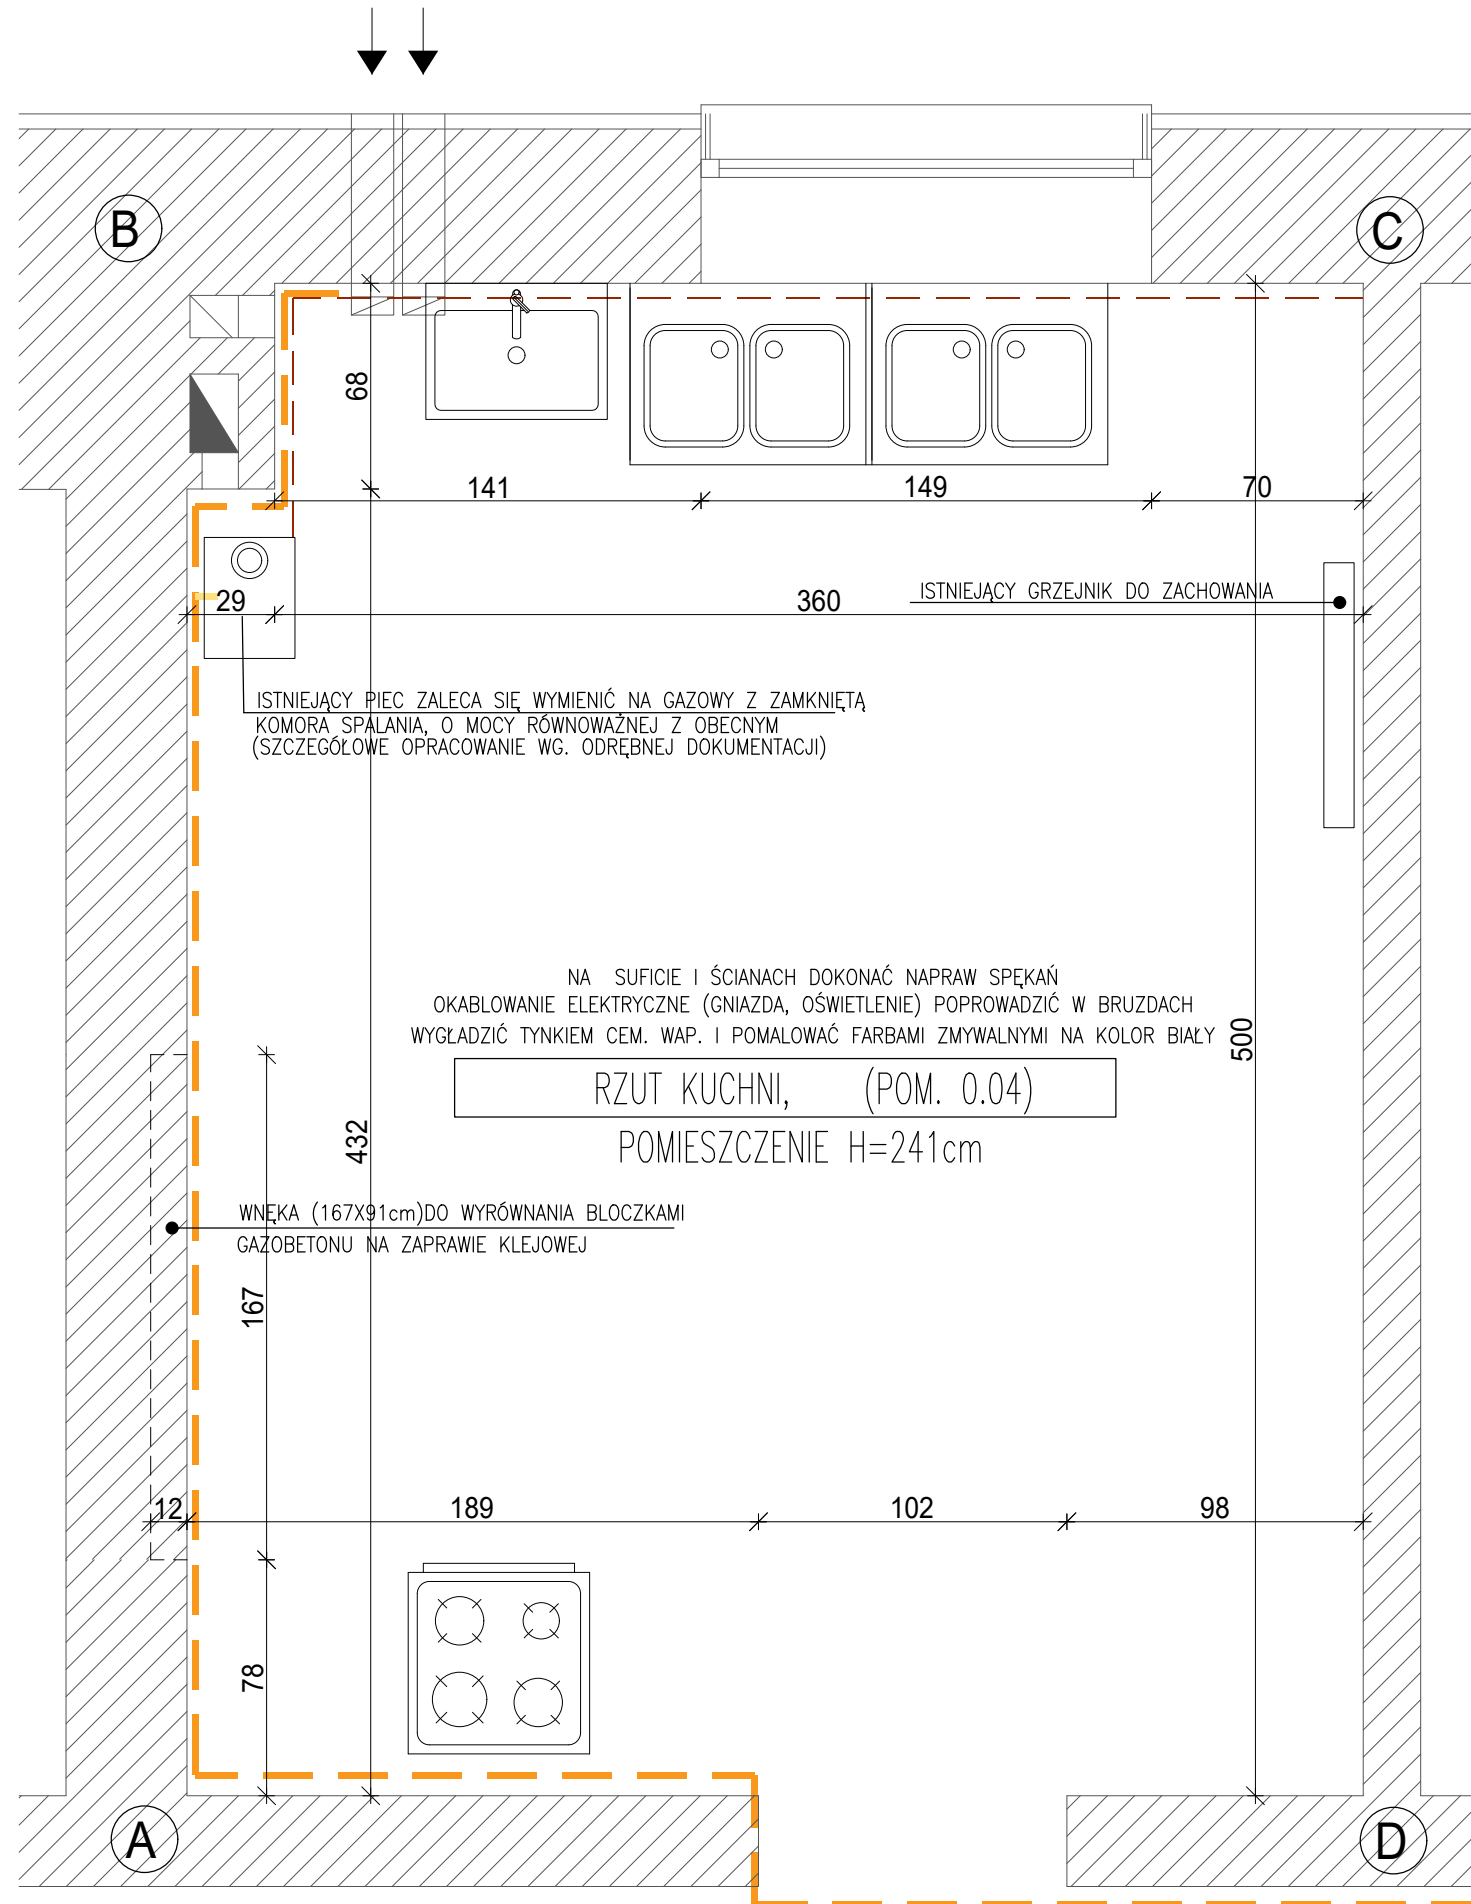 B
C
68
141
149
70
29
360
ISTNIEJĄCY GRZEJNIK DO ZACHOWANIA
ISTNIEJĄCY PIEC ZALECA SIĘ WYMIENIĆ NA GAZOWY Z ZAMKNIĘTĄ
KOMORA SPALANIA, O MOCY RÓWNOWAŻNEJ Z OBECNYM
(SZCZEGÓŁOWE OPRACOWANIE WG. ODRĘBNEJ DOKUMENTACJI)
NA SUFICIE I ŚCIANACH DOKONAĆ NAPRAW SPĘKAŃ
OKABLOWANIE ELEKTRYCZNE (GNIAZDA, OŚWIETLENIE) POPROWADZIĆ W BRUZDACH
WYGŁADZIĆ TYNKIEM CEM. WAP. I POMALOWAĆ FARBAMI ZMYWALNYMI NA KOLOR BIAŁY
500
RZUT KUCHNI, (POM. 0.04)
432
POMIESZCZENIE H=241cm
WNĘKA (167X91cm)DO WYRÓWNANIA BLOCZKAMI
GAZOBETONU NA ZAPRAWIE KLEJOWEJ
167
12
189
102
98
78
A
D